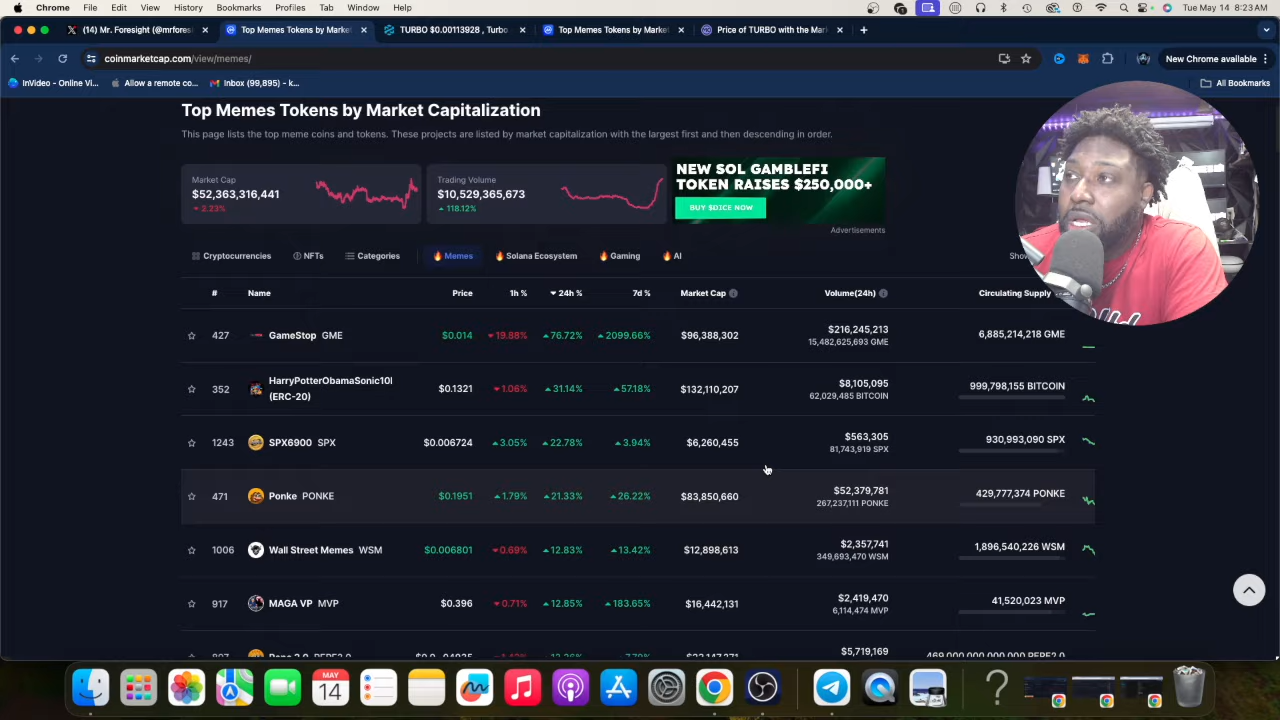 Chrome File Edit View History Bookmarks Profiles Tab Window Help Tue May 14 8:23 AM
(14) Mr. Foresight (@mrfores Top Memes Tokens by Market TURBO $0.00113928 , Turbo Top Memes Tokens by Market Price of TURBO with the Mark
coinmarketcap.com/view/memes/ New Chrome available
InVideo - Online Vi... Allow a remote co... Inbox (99,895) - k... All Bookmarks
Top Memes Tokens by Market Capitalization
This page lists the top meme coins and tokens. These projects are listed by market capitalization with the largest first and then descending in order.
Market Cap
$52,363,316,441
2.23%
Trading Volume
$10,529,365,673
118.12%
NEW SOL GAMBLEFI
TOKEN RAISES $250,000+
BUY $DICE NOW
Advertisements
Cryptocurrencies NFTs Categories Memes Solana Ecosystem Gaming AI
# Name Price 1h % 24h % 7d % Market Cap Volume(24h) Circulating Supply
427 GameStop GME $0.014 19.88% 76.72% 2099.66% $96,388,302 $216,245,213 6,885,214,218 GME
15,482,625,693 GME
352 HarryPotterObamaSonic10I $0.1321 1.06% 31.14% 57.18% $132,110,207 $8,105,095 999,798,155 BITCOIN
(ERC-20) 62,029,485 BITCOIN
1243 SPX6900 SPX $0.006724 3.05% 22.78% 3.94% $6,260,455 $563,305 930,993,090 SPX
81,743,919 SPX
471 Ponke PONKE $0.1951 1.79% 21.33% 26.22% $83,850,660 $52,379,781 429,777,374 PONKE
267,237,111 PONKE
1006 Wall Street Memes WSM $0.006801 0.69% 12.83% 13.42% $12,898,613 $2,357,741 1,896,540,226 WSM
349,693,470 WSM
917 MAGA VP MVP $0.396 0.71% 12.85% 183.65% $16,442,131 $2,419,470 41,520,023 MVP
6,114,474 MVP
$5,719,169
MAY
14